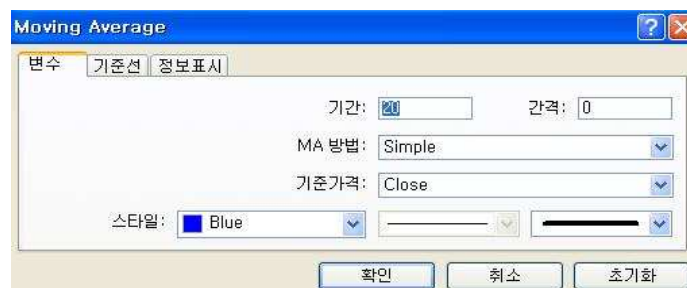 Moving Average
변수 기준선 정보표시
기간: 20 간격: 0
MA 방법: Simple
기준가격: Close
스타일: Blue
확인 취소 초기화